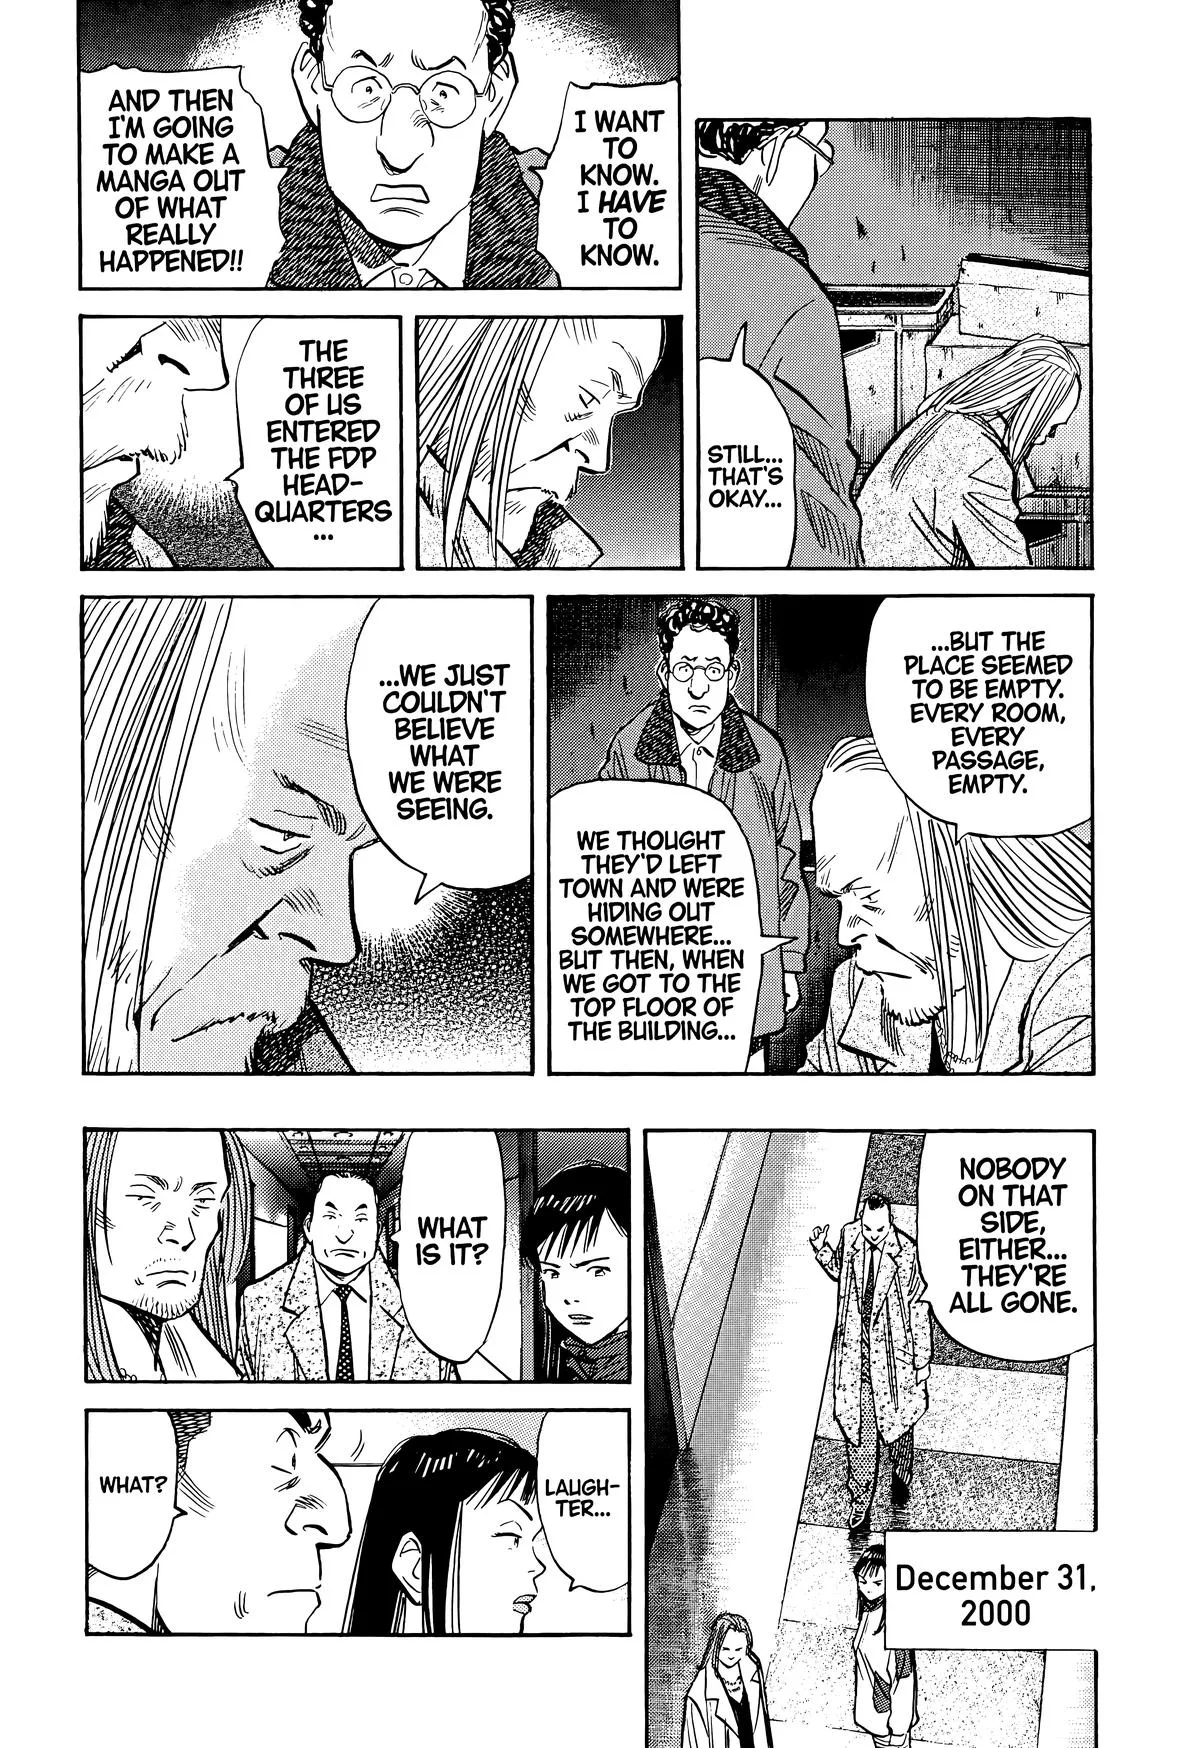 STILL...
THAT'S
OKAY...
I WANT
TO
KNOW.
I HAVE
TO
KNOW.
AND THEN
I'M GOING
TO MAKE A
MANGA OUT
OF WHAT
REALLY
HAPPENED!!
THE
THREE
OF US
ENTERED
THE FDP
HEAD-
QUARTERS
...
...BUT THE
PLACE SEEMED
TO BE EMPTY.
EVERY ROOM,
EVERY
PASSAGE,
EMPTY.
WE THOUGHT
THEY'D LEFT
TOWN AND WERE
HIDING OUT
SOMEWHERE...
BUT THEN, WHEN
WE GOT TO THE
TOP FLOOR OF
THE BUILDING...
...WE JUST
COULDN'T
BELIEVE
WHAT
WE WERE
SEEING.
NOBODY
ON THAT
SIDE,
EITHER...
THEY'RE
ALL GONE.
December 31,
2000
WHAT
IS IT?
LAUGH-
TER...
WHAT?